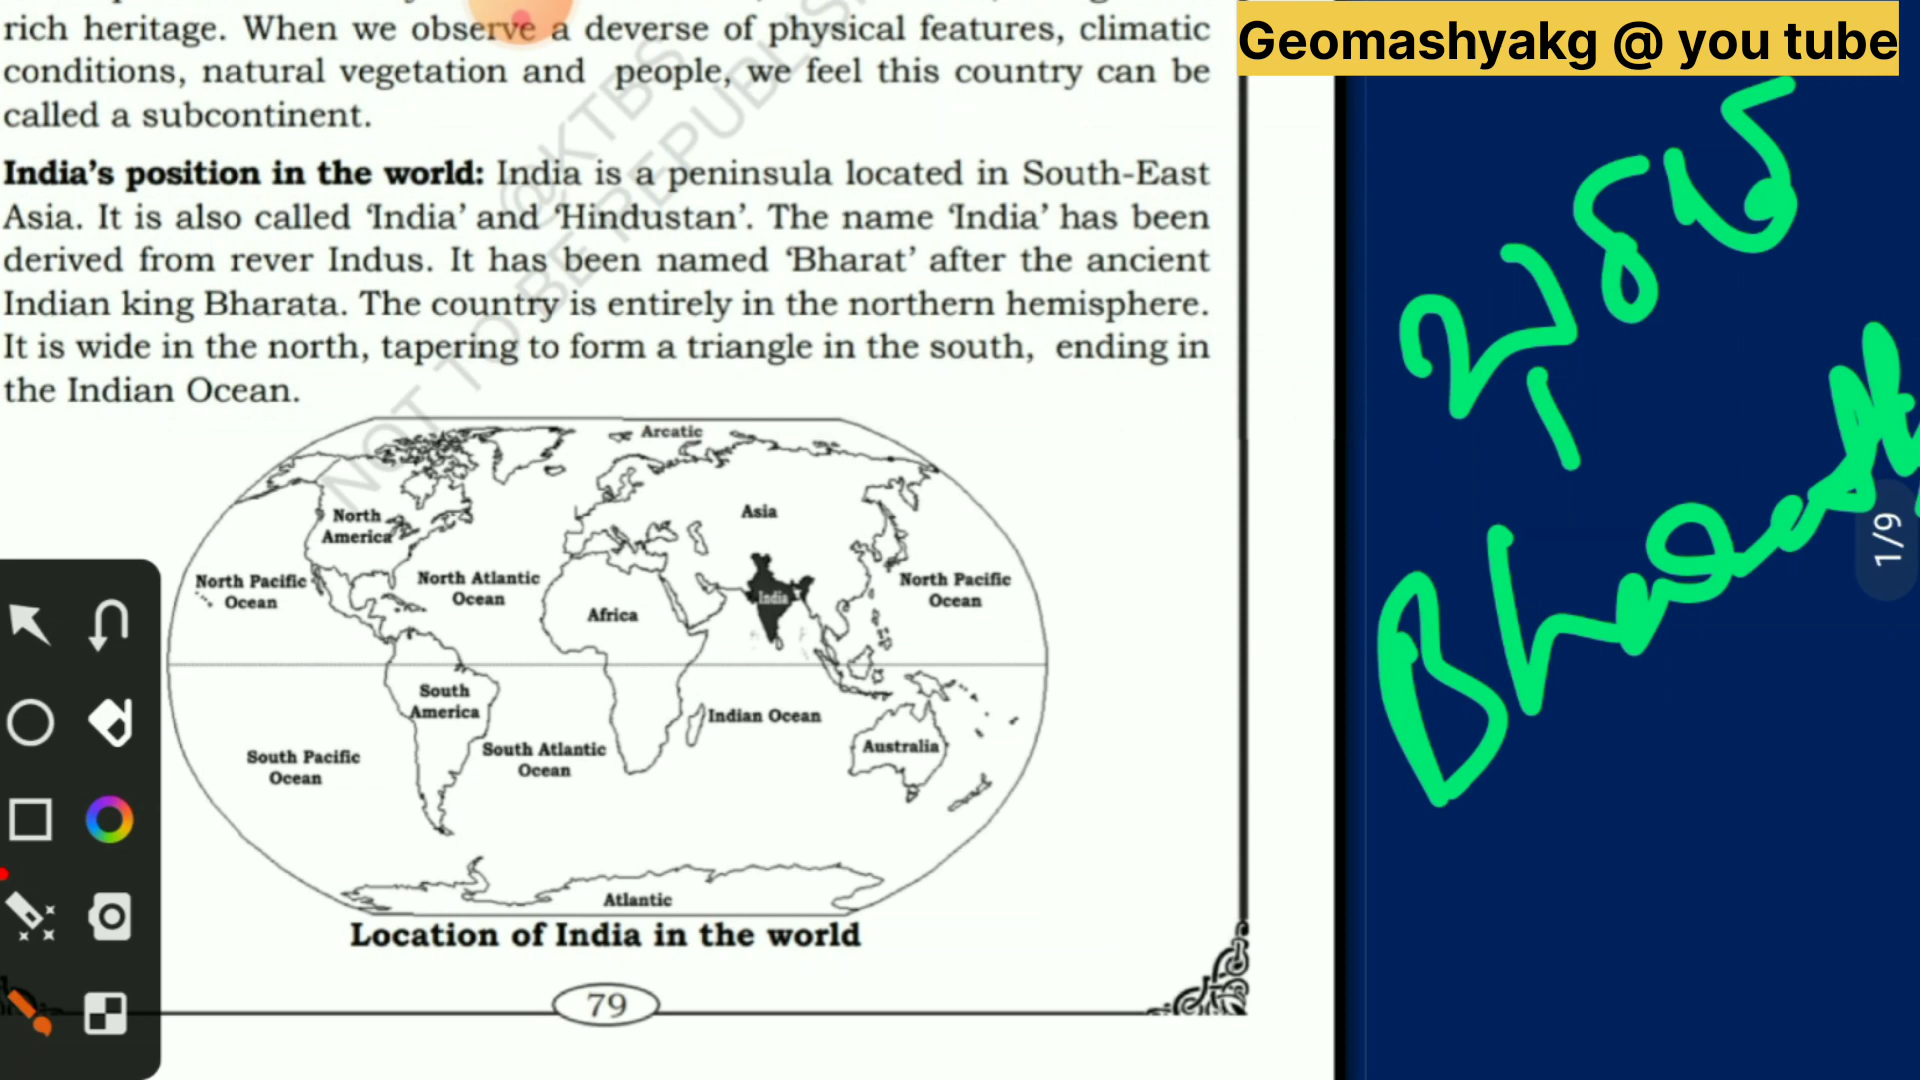 rich heritage. When we observe a deverse of physical features, climatic
conditions, natural vegetation and people, we feel this country can be
called a subcontinent.
India's position in the world: India is a peninsula located in South-East
Asia. It is also called 'India' and 'Hindustan'. The name 'India' has been
derived from rever Indus. It has been named 'Bharat' after the ancient
Indian king Bharata. The country is entirely in the northern hemisphere.
It is wide in the north, tapering to form a triangle in the south, ending in
the Indian Ocean.
@KTBS
NOT TO BE REPUBLIS
Arcatic
North
America
Asia
North Pacific
Ocean
North Atlantic
Ocean
Africa
India
North Pacific
Ocean
South
America
Indian Ocean
South Pacific
Ocean
South Atlantic
Ocean
Australia
Atlantic
Location of India in the world
79
Geomashyakg @ you tube
1/9